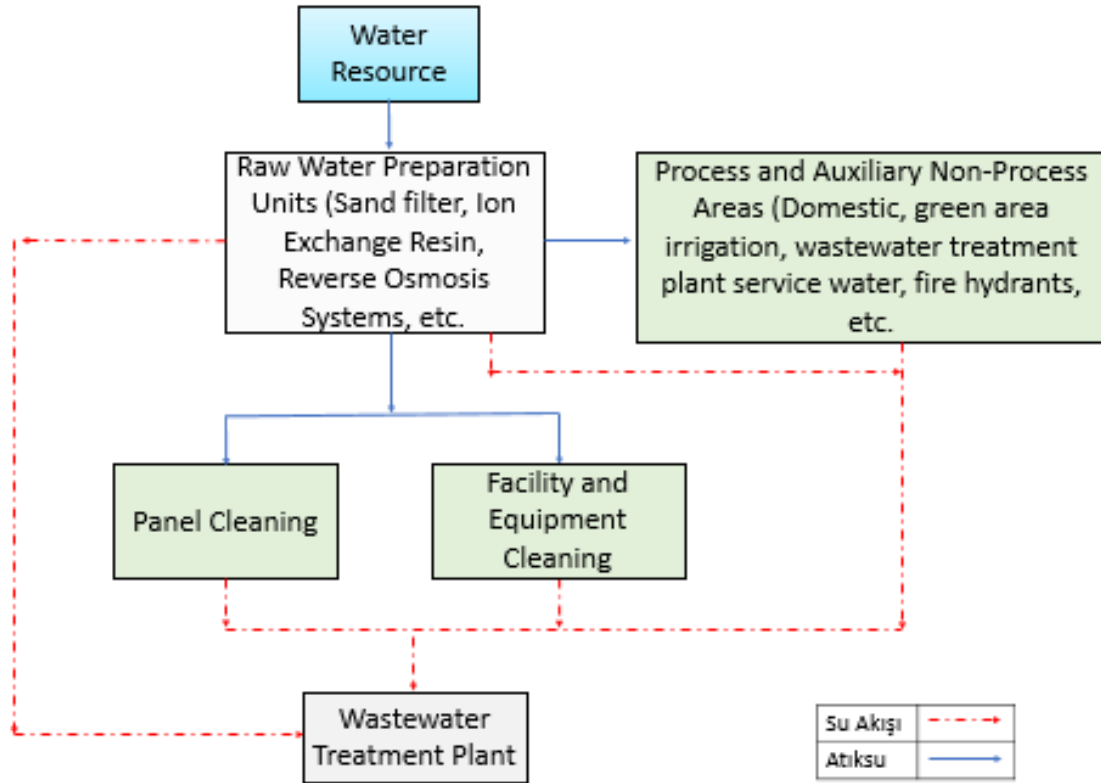 Water
Resource
Raw Water Preparation
Units (Sand filter, Ion
Exchange Resin,
Reverse Osmosis
Systems, etc.
Process and Auxiliary Non-Process
Areas (Domestic, green area
irrigation, wastewater treatment
plant service water, fire hydrants,
etc.
Panel Cleaning
Facility and
Equipment
Cleaning
Wastewater
Treatment Plant
Su Akışı
Atıksu